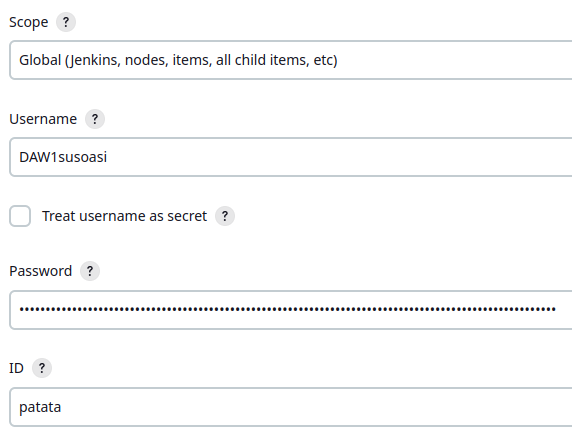 Scope ?
Global (Jenkins, nodes, items, all child items, etc)
Username ?
DAW1susoasi
Treat username as secret ?
Password ?
ID ?
patata